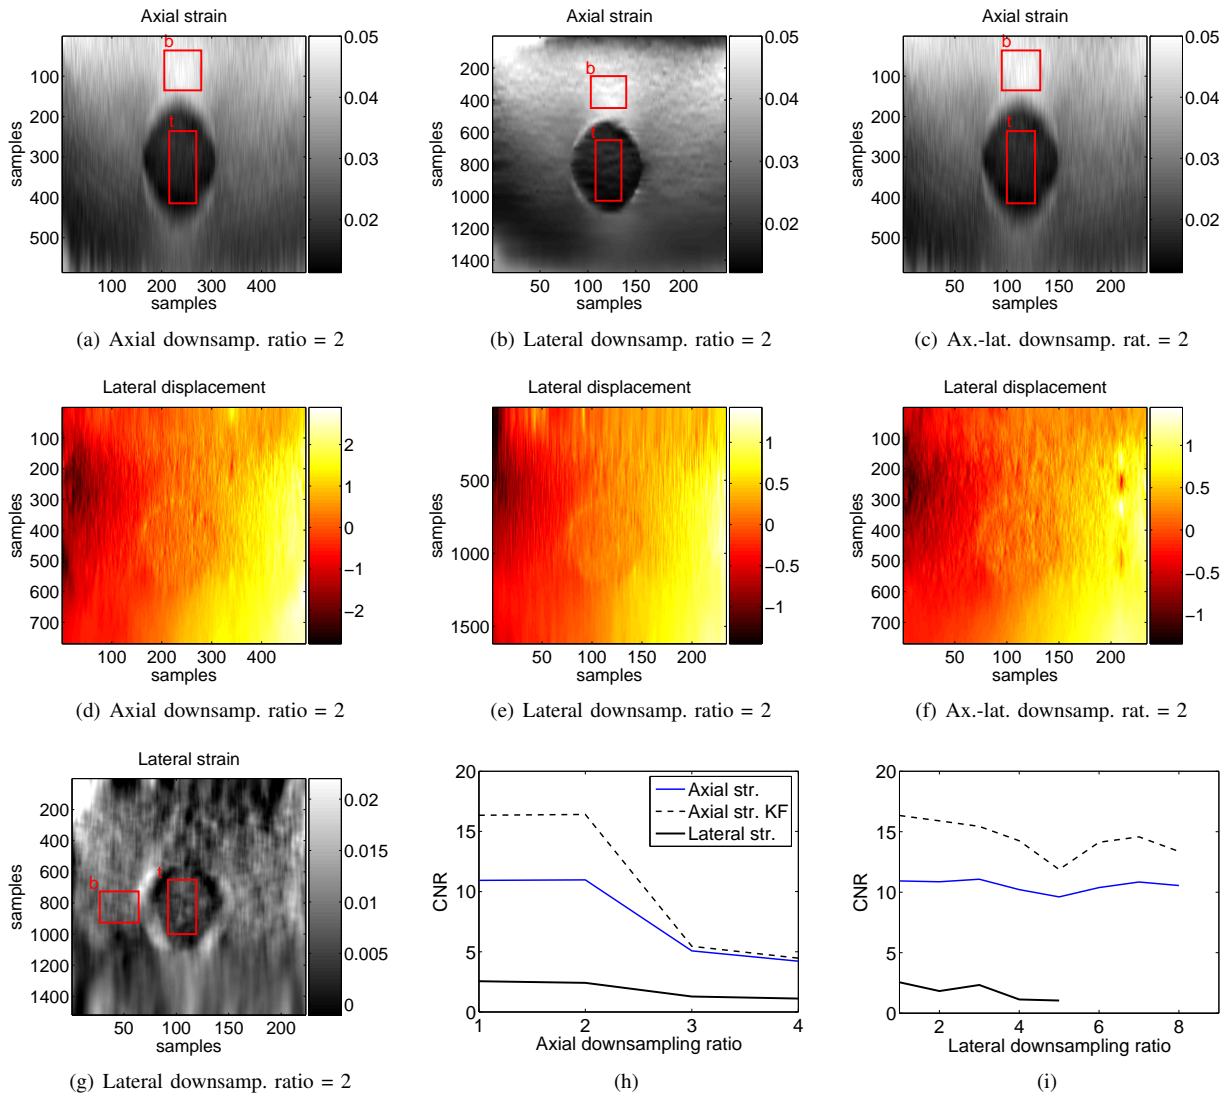 Axial strain
b
t
100
200
300
400
500
samples
100 200 300 400
samples
0.05
0.04
0.03
0.02
(a) Axial downsamp. ratio = 2
Axial strain
b
t
200
400
600
800
1000
1200
1400
samples
50 100 150 200
samples
0.05
0.04
0.03
0.02
(b) Lateral downsamp. ratio = 2
Axial strain
b
t
100
200
300
400
500
samples
50 100 150 200
samples
0.05
0.04
0.03
0.02
(c) Ax.-lat. downsamp. rat. = 2
Lateral displacement
100
200
300
400
500
600
700
samples
100 200 300 400
samples
2
1
0
−1
−2
(d) Axial downsamp. ratio = 2
Lateral displacement
500
1000
1500
samples
50 100 150 200
samples
1
0.5
0
−0.5
−1
(e) Lateral downsamp. ratio = 2
Lateral displacement
100
200
300
400
500
600
700
samples
50 100 150 200
samples
1
0.5
0
−0.5
−1
(f) Ax.-lat. downsamp. rat. = 2
Lateral strain
b
t
200
400
600
800
1000
1200
1400
samples
50 100 150 200
samples
0.02
0.015
0.01
0.005
0
(g) Lateral downsamp. ratio = 2
20
15
10
5
0
CNR
Axial str.
Axial str. KF
Lateral str.
1 2 3 4
Axial downsampling ratio
(h)
20
15
10
5
0
CNR
2 4 6 8
Lateral downsampling ratio
(i)